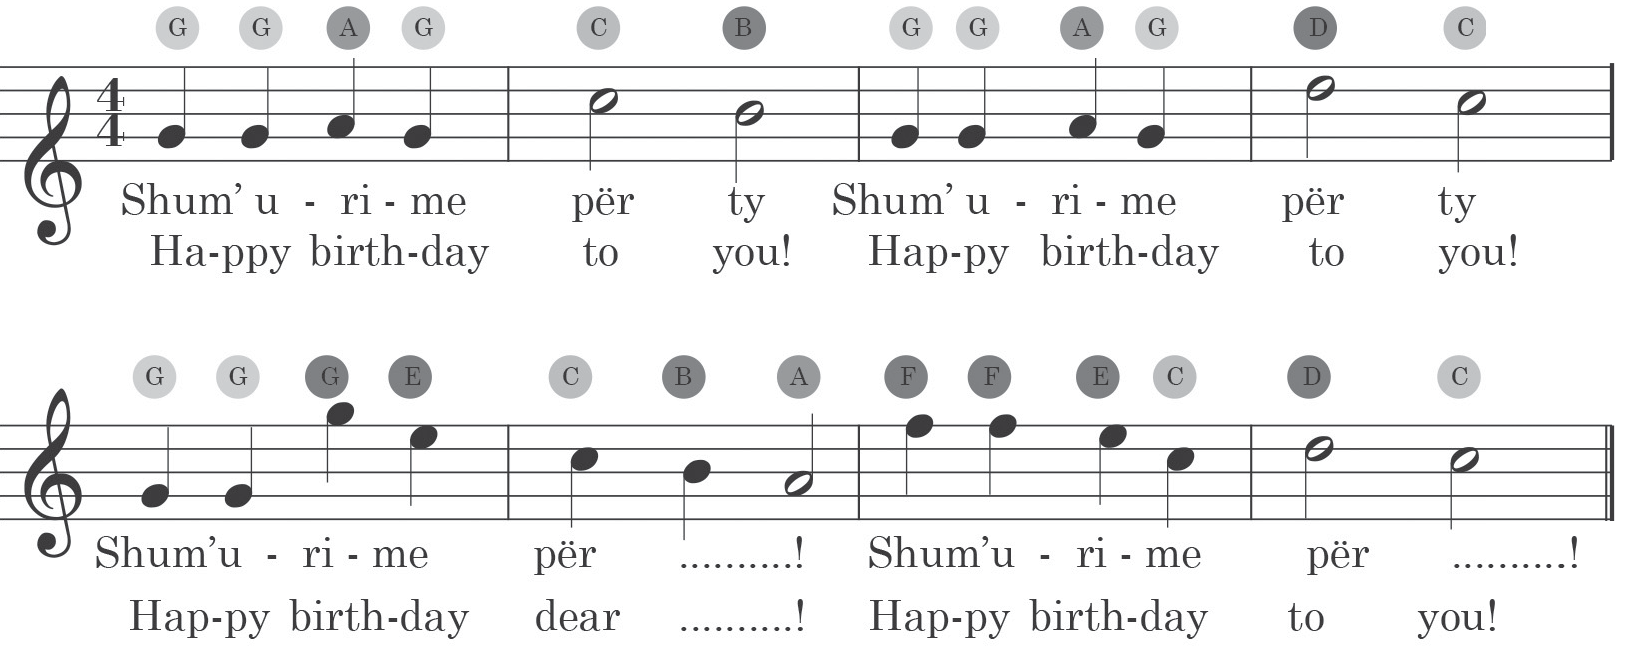 G G A G C B G G A G D C
4
4
Shum' u - ri - me për ty Shum' u - ri - me për ty
Ha-ppy birth-day to you! Hap-py birth-day to you!
G G G E C B A F F E C D C
Shum'u - ri - me për ..........! Shum'u - ri - me për ..........!
Hap-py birth-day dear ..........! Hap-py birth-day to you!